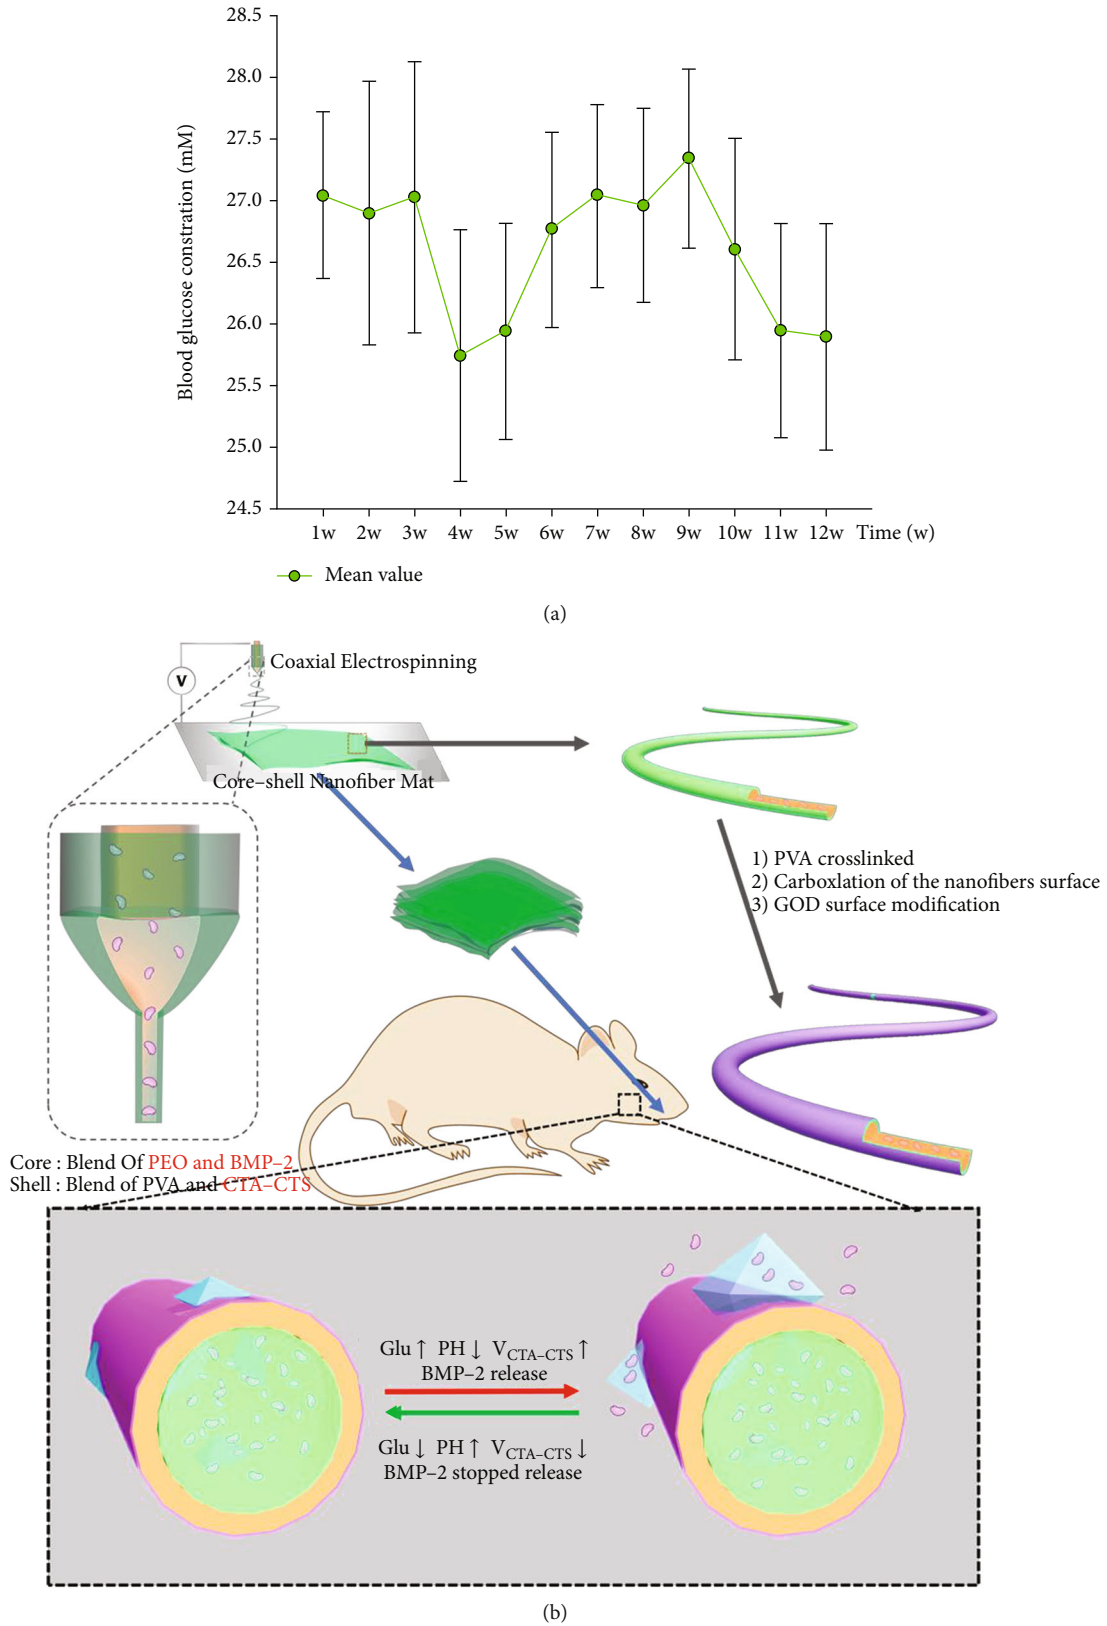 28.5
28.0
27.5
27.0
26.5
26.0
25.5
25.0
24.5
Blood glucose constration (mM)
1w 2w 3w 4w 5w 6w 7w 8w 9w 10w 11w 12w Time (w)
Mean value
(a)
Coaxial Electrospinning
V
Core–shell Nanofiber Mat
1) PVA crosslinked
2) Carboxlation of the nanofibers surface
3) GOD surface modification
Core : Blend Of PEO and BMP–2
Shell : Blend of PVA and CTA–CTS
Glu ↑ PH ↓ V_CTA–CTS ↑
BMP–2 release
Glu ↓ PH ↑ V_CTA–CTS ↓
BMP–2 stopped release
(b)